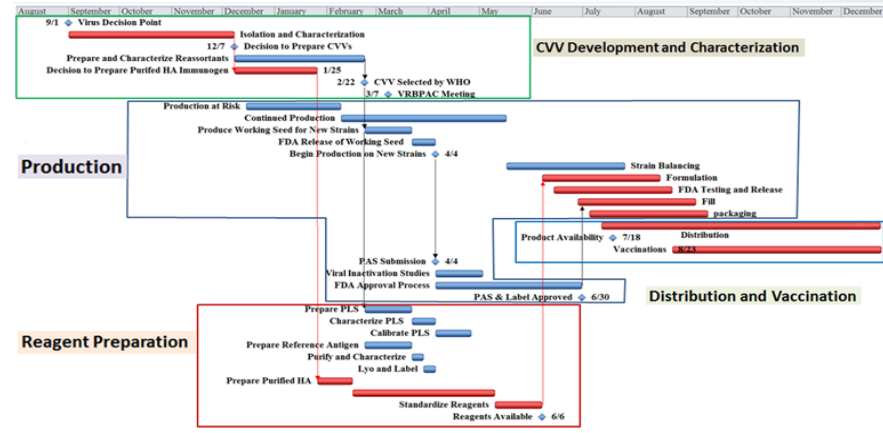 August September October November December January February March April May June July August September October November December
9/1 Virus Decision Point
Isolation and Characterization
12/7 Decision to Prepare CVVs
CVV Development and Characterization
Prepare and Characterize Reassortants
Decision to Prepare Purifed HA Immunogen 1/25
2/22 CVV Selected by WHO
3/7 VRBPAC Meeting
Production at Risk
Continued Production
Produce Working Seed for New Strains
FDA Release of Working Seed
Begin Production on New Strains 4/4
Production
Strain Balancing
Formulation
FDA Testing and Release
Fill
packaging
Distribution
Product Availability 7/18
Vaccinations 8/23
PAS Submission 4/4
Viral Inactivation Studies
FDA Approval Process
PAS & Label Approved 6/30
Distribution and Vaccination
Prepare PLS
Characterize PLS
Calibrate PLS
Reagent Preparation
Prepare Reference Antigen
Purify and Characterize
Lyo and Label
Prepare Purified HA
Standardize Reagents
Reagents Available 6/6